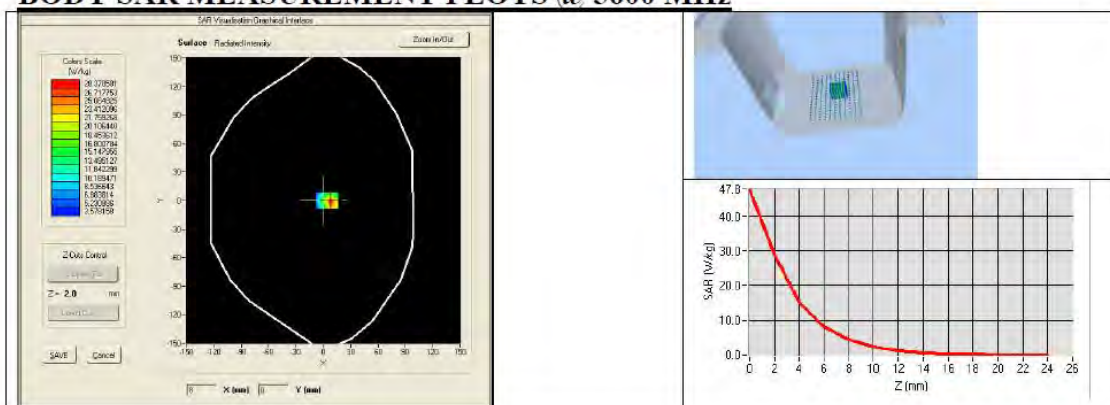 BODY SAR MEASUREMENT PLOTS @ 5600 MHz
SAR Visualisation Graphical Interface
Surface Radiated Intensity
Zoom In/Out
Colors Scale
(W/kg)
28.370581
26.717753
25.064925
23.412096
21.759268
20.106440
18.453612
16.800784
15.147955
13.495127
11.842299
10.189471
8.536643
6.883814
5.230986
3.578158
Z-Cuts Control
Z = 2.0 mm
SAVE
Cancel
150-
120-
90-
60-
30-
Y 0-
-30-
-60-
-90-
-120-
-150-
-150 -120 -90 -60 -30 0 30 60 90 120 150
X
X (mm)
Y (mm)
47.8
40.0
30.0
20.0
10.0
0.0
SAR (W/kg)
0 2 4 6 8 10 12 14 16 18 20 22 24 26
Z (mm)